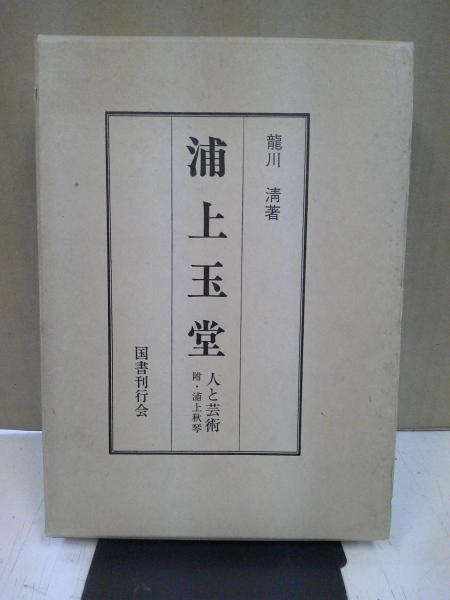 龍川 清著
浦上玉堂
人と芸術
附・浦上秋琴
国書刊行会